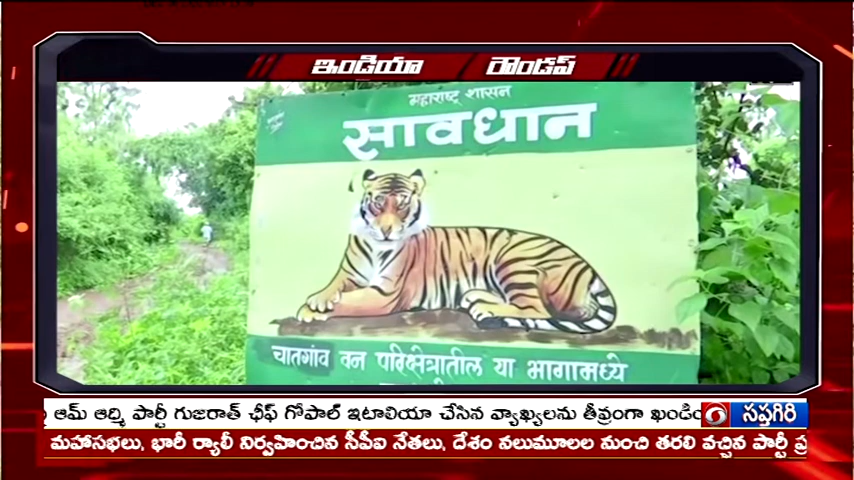 ఇండియా రౌండప్
महाराष्ट्र शासन
सावधान
चातगांव वन परिक्षेत्रातील या भागामध्ये
ఆమ్ ఆద్మి పార్టీ గుజరాత్ ఛీఫ్ గోపాల్ ఇటాలియా చేసిన వ్యాఖ్యలను తీవ్రంగా ఖండిం
సప్తగిరి
మహాసభలు, భారీ ర్యాలీ నిర్వహించిన సీపీఐ నేతలు, దేశం నలుమూలల నుంచి తరలి వచ్చిన పార్టీ ప్ర